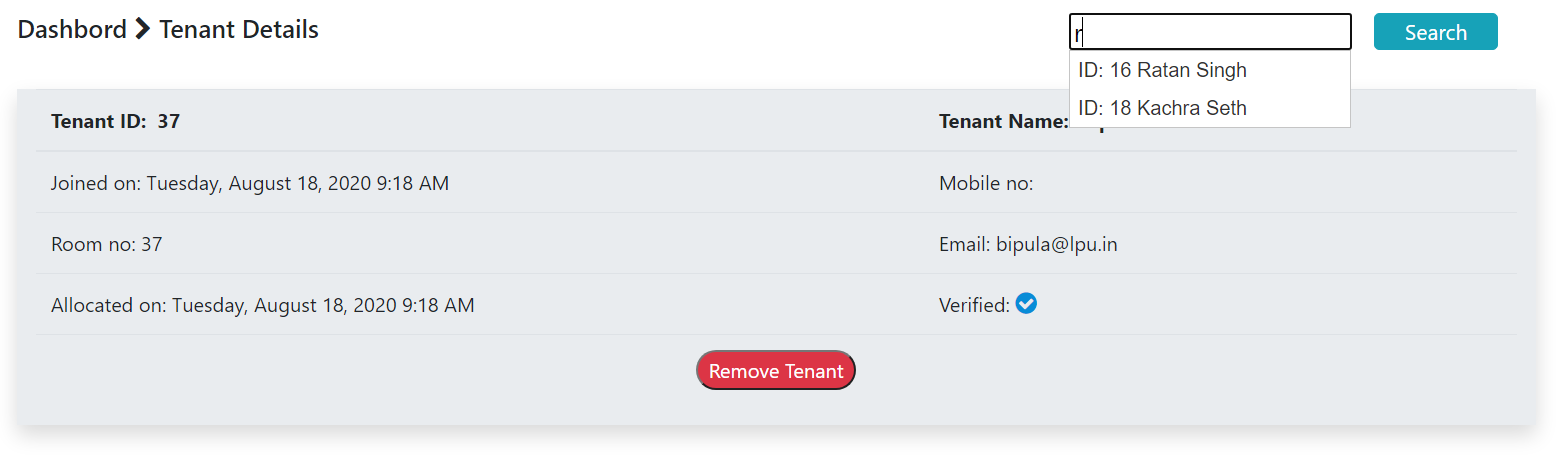 Dashbord > Tenant Details
r
Search
ID: 16 Ratan Singh
ID: 18 Kachra Seth
Tenant ID: 37
Tenant Name:
Joined on: Tuesday, August 18, 2020 9:18 AM
Mobile no:
Room no: 37
Email: bipula@lpu.in
Allocated on: Tuesday, August 18, 2020 9:18 AM
Verified:
Remove Tenant